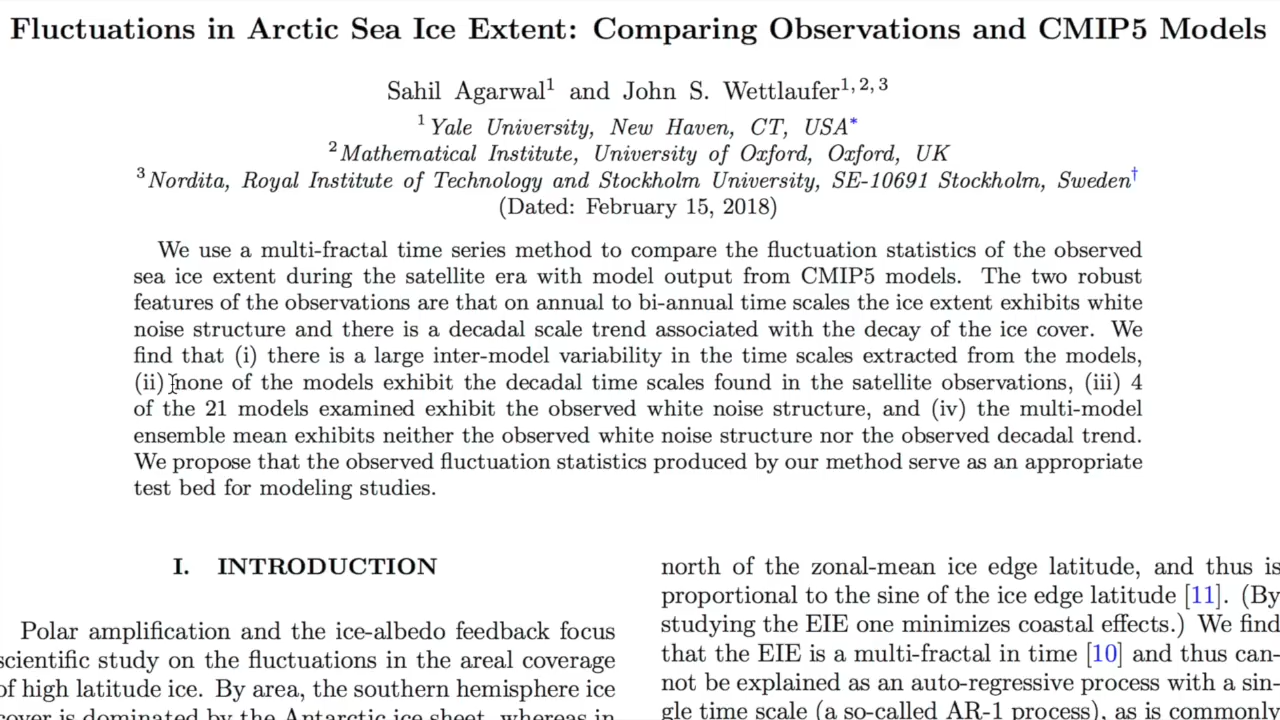 Fluctuations in Arctic Sea Ice Extent: Comparing Observations and CMIP5 Models
Sahil Agarwal1 and John S. Wettlaufer1,2,3
1Yale University, New Haven, CT, USA*
2Mathematical Institute, University of Oxford, Oxford, UK
3Nordita, Royal Institute of Technology and Stockholm University, SE-10691 Stockholm, Sweden†
(Dated: February 15, 2018)
We use a multi-fractal time series method to compare the fluctuation statistics of the observed
sea ice extent during the satellite era with model output from CMIP5 models. The two robust
features of the observations are that on annual to bi-annual time scales the ice extent exhibits white
noise structure and there is a decadal scale trend associated with the decay of the ice cover. We
find that (i) there is a large inter-model variability in the time scales extracted from the models,
(ii) none of the models exhibit the decadal time scales found in the satellite observations, (iii) 4
of the 21 models examined exhibit the observed white noise structure, and (iv) the multi-model
ensemble mean exhibits neither the observed white noise structure nor the observed decadal trend.
We propose that the observed fluctuation statistics produced by our method serve as an appropriate
test bed for modeling studies.
I. INTRODUCTION
Polar amplification and the ice-albedo feedback focus
scientific study on the fluctuations in the areal coverage
of high latitude ice. By area, the southern hemisphere ice
cover is dominated by the Antarctic ice sheet, whereas in
north of the zonal-mean ice edge latitude, and thus is
proportional to the sine of the ice edge latitude [11]. (By
studying the EIE one minimizes coastal effects.) We find
that the EIE is a multi-fractal in time [10] and thus can-
not be explained as an auto-regressive process with a sin-
gle time scale (a so-called AR-1 process), as is commonly